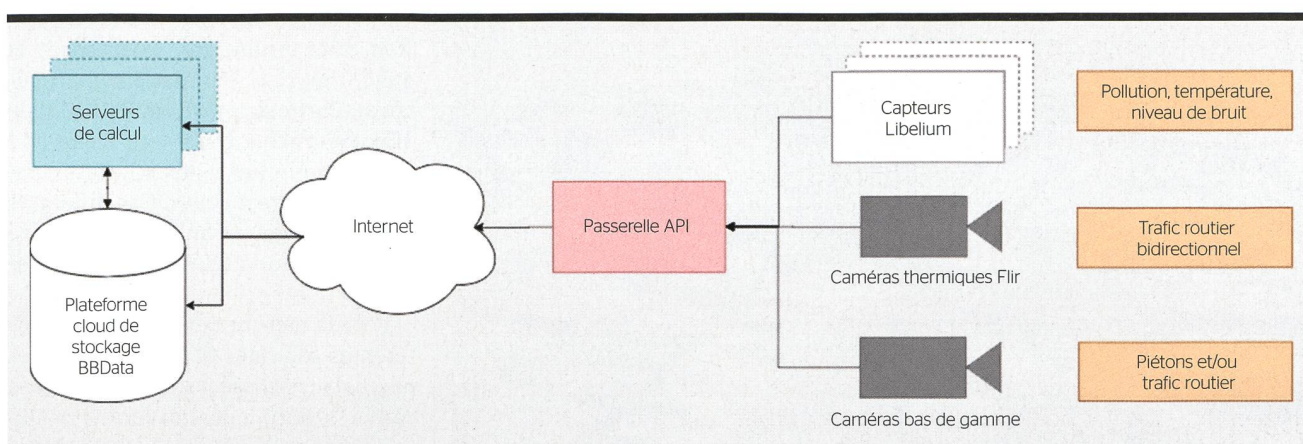 Serveurs
de calcul
Plateforme
cloud de
stockage
BBData
Internet
Passerelle API
Capteurs
Libelium
Caméras thermiques Flir
Caméras bas de gamme
Pollution, température,
niveau de bruit
Trafic routier
bidirectionnel
Piétons et/ou
trafic routier